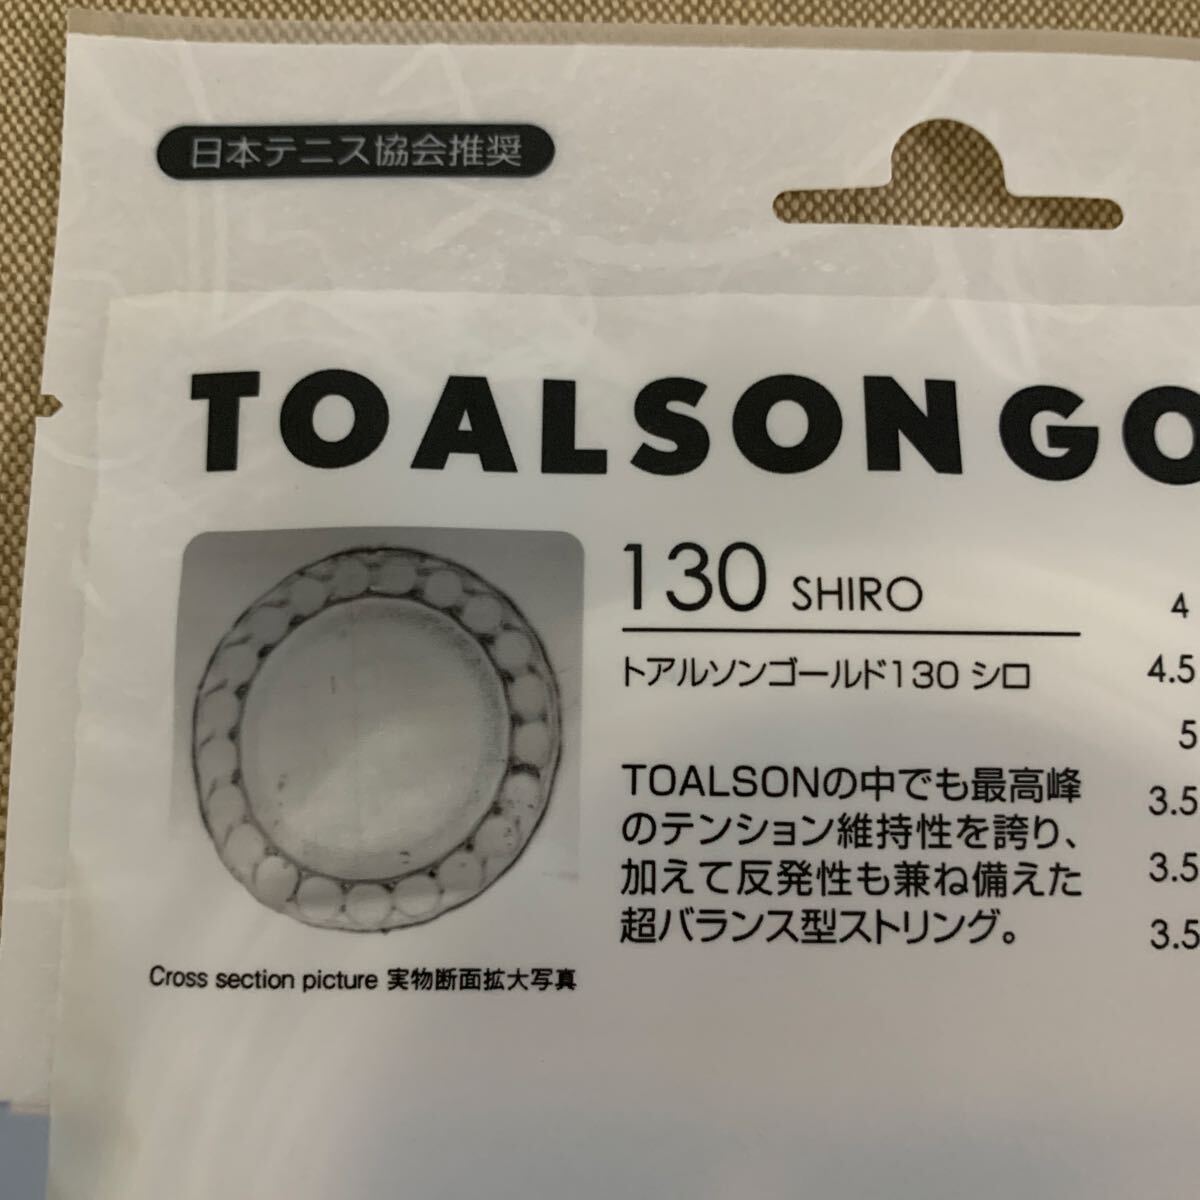 日本テニス協会推奨
TOALSON GO
130 SHIRO
トアルソンゴールド130 シロ
TOALSONの中でも最高峰
のテンション維持性を誇り、
加えて反発性も兼ね備えた
超バランス型ストリング。
4
4.5
5
3.5
3.5
3.5
Cross section picture 実物断面拡大写真